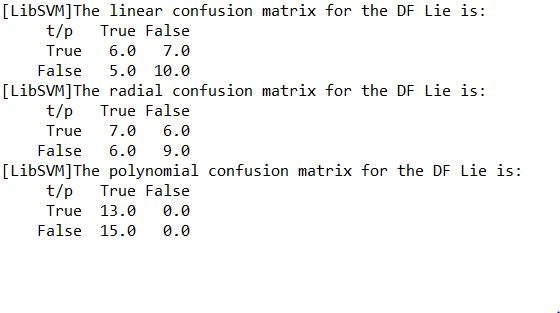 [LibSVM]The linear confusion matrix for the DF Lie is:
t/p True False
True 6.0 7.0
False 5.0 10.0
[LibSVM]The radial confusion matrix for the DF Lie is:
t/p True False
True 7.0 6.0
False 6.0 9.0
[LibSVM]The polynomial confusion matrix for the DF Lie is:
t/p True False
True 13.0 0.0
False 15.0 0.0